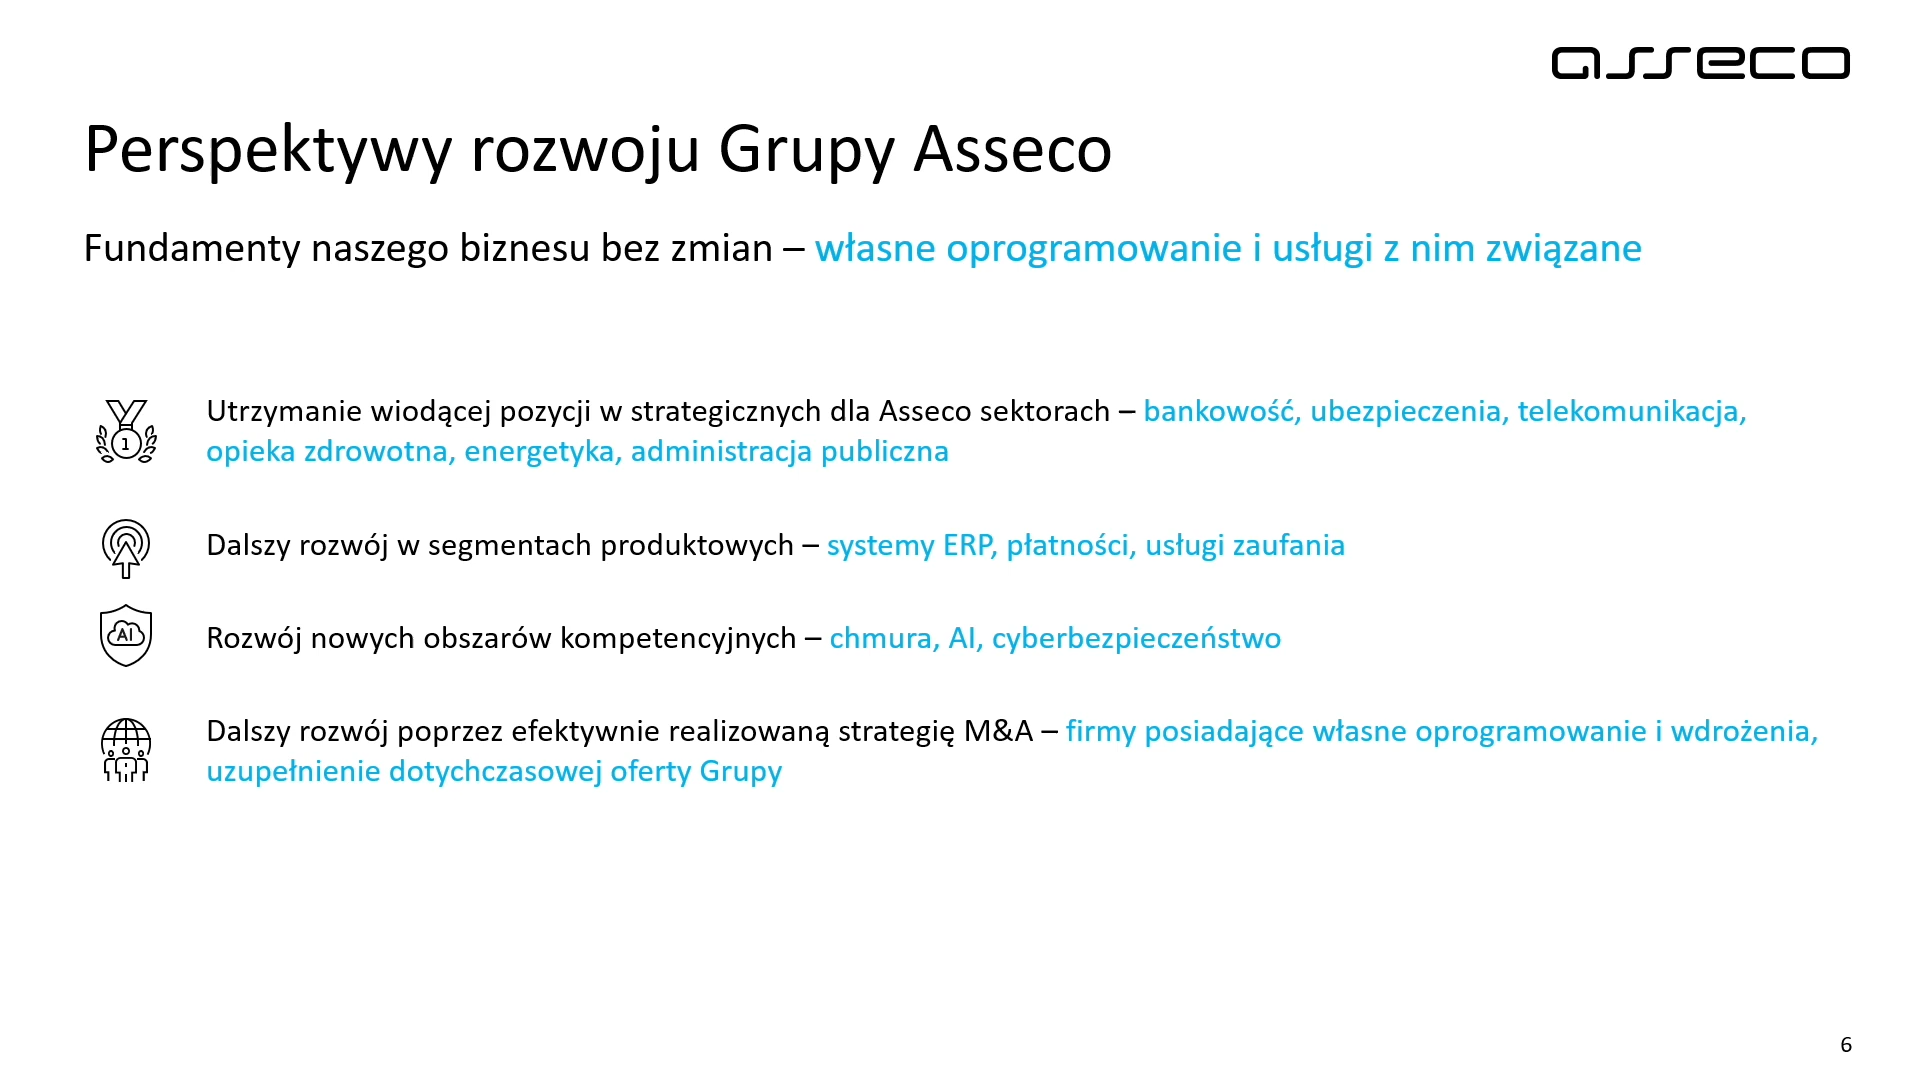 asseco
Perspektywy rozwoju Grupy Asseco
Fundamenty naszego biznesu bez zmian – własne oprogramowanie i usługi z nim związane
1
Utrzymanie wiodącej pozycji w strategicznych dla Asseco sektorach – bankowość, ubezpieczenia, telekomunikacja,
opieka zdrowotna, energetyka, administracja publiczna
Dalszy rozwój w segmentach produktowych – systemy ERP, płatności, usługi zaufania
AI
Rozwój nowych obszarów kompetencyjnych – chmura, AI, cyberbezpieczeństwo
Dalszy rozwój poprzez efektywnie realizowaną strategię M&A – firmy posiadające własne oprogramowanie i wdrożenia,
uzupełnienie dotychczasowej oferty Grupy
6